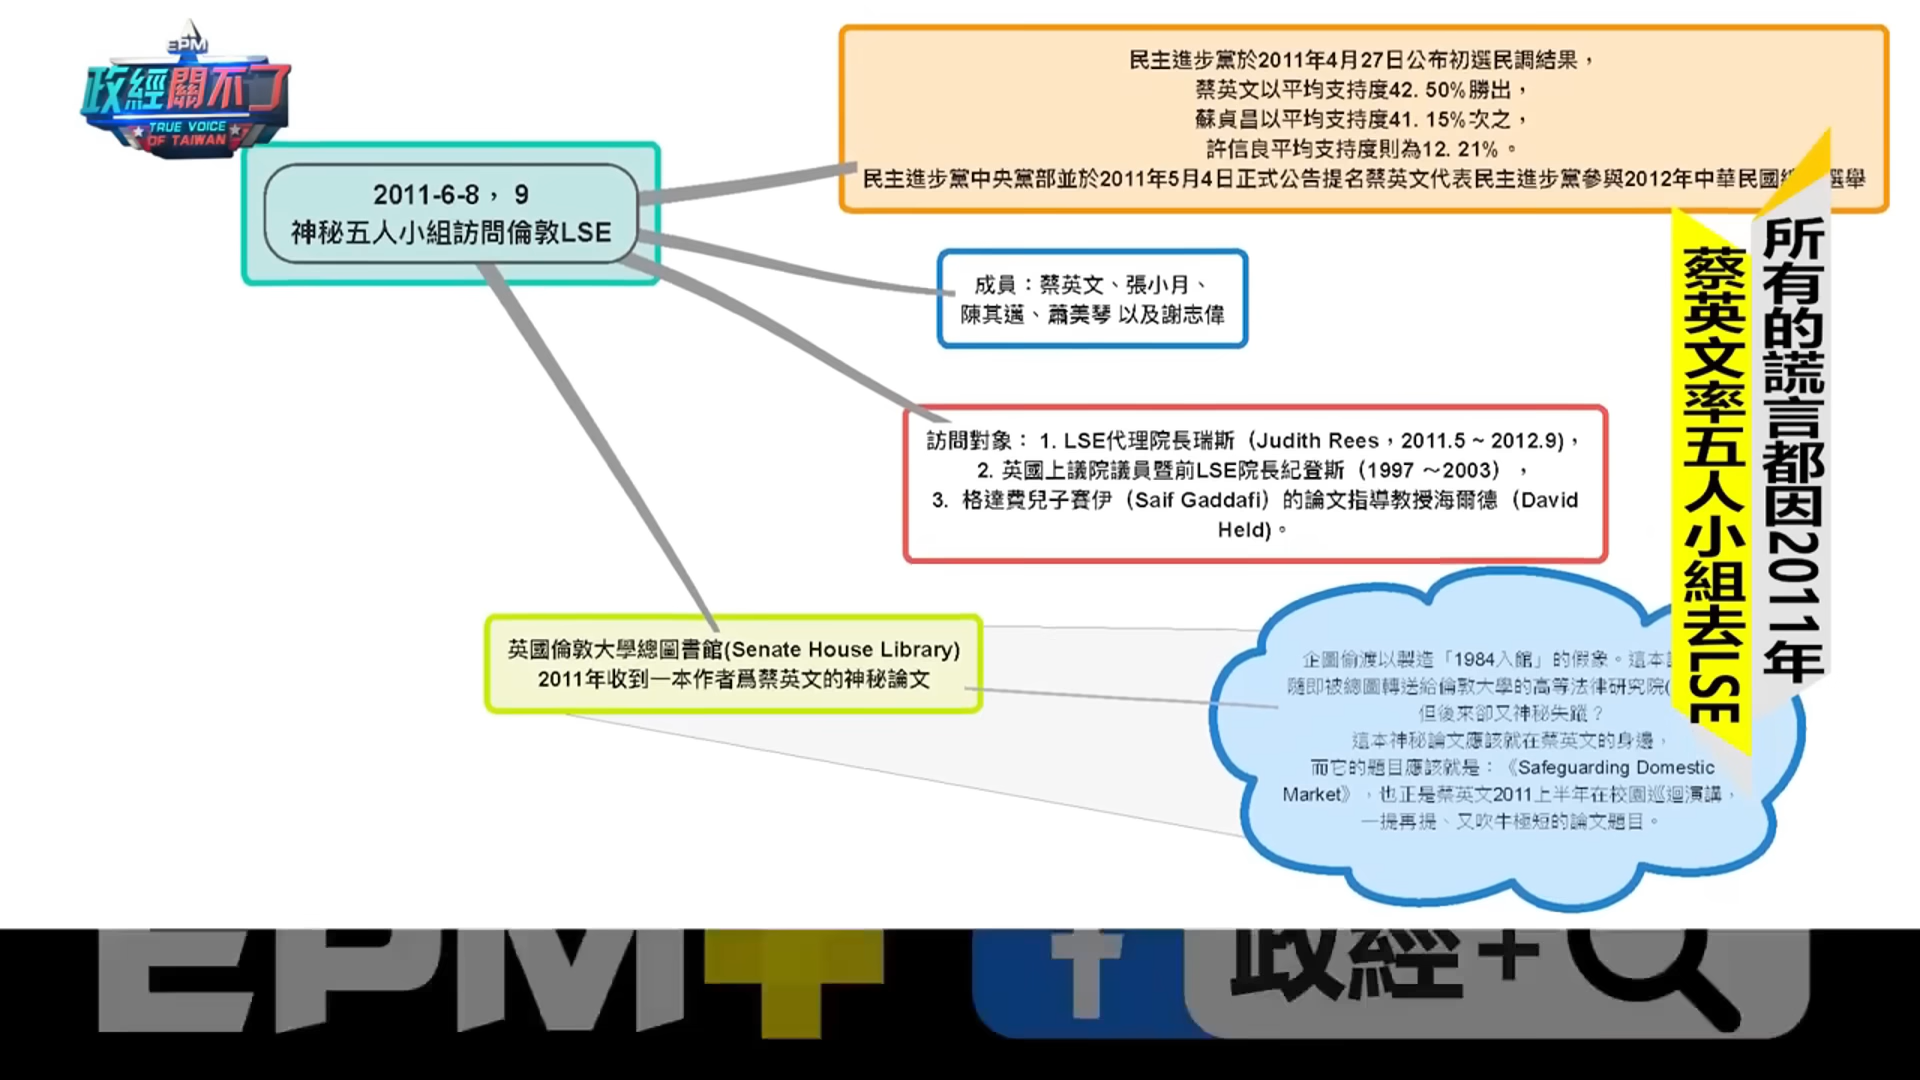 EPM
政經關不了
TRUE VOICE
OF TAIWAN
2011-6-8， 9
神秘五人小組訪問倫敦LSE
民主進步黨於2011年4月27日公布初選民調結果，
蔡英文以平均支持度42. 50%勝出，
蘇貞昌以平均支持度41. 15%次之，
許信良平均支持度則為12. 21%。
民主進步黨中央黨部並於2011年5月4日正式公告提名蔡英文代表民主進步黨參與2012年中華民國 選舉
成員：蔡英文、張小月、
陳其邁、蕭美琴 以及謝志偉
訪問對象： 1. LSE代理院長瑞斯（Judith Rees，2011.5 ~ 2012.9)，
2. 英國上議院議員暨前LSE院長紀登斯（1997 ～2003），
3. 格達費兒子賽伊（Saif Gaddafi）的論文指導教授海爾德（David
Held)。
英國倫敦大學總圖書館(Senate House Library)
2011年收到一本作者爲蔡英文的神秘論文
企圖偷渡以製造「1984入館」的假象。這本
隨即被總圖轉送給倫敦大學的高等法律研究院(
但後來卻又神秘失蹤？
這本神秘論文應該就在蔡英文的身邊，
而它的題目應該就是：《Safeguarding Domestic
Market》，也正是蔡英文2011上半年在校園巡迴演講，
一提再提、又吹牛極短的論文題目。
所有的謊言都因2011年
蔡英文率五人小組去LSE
EPM+
f
政經+